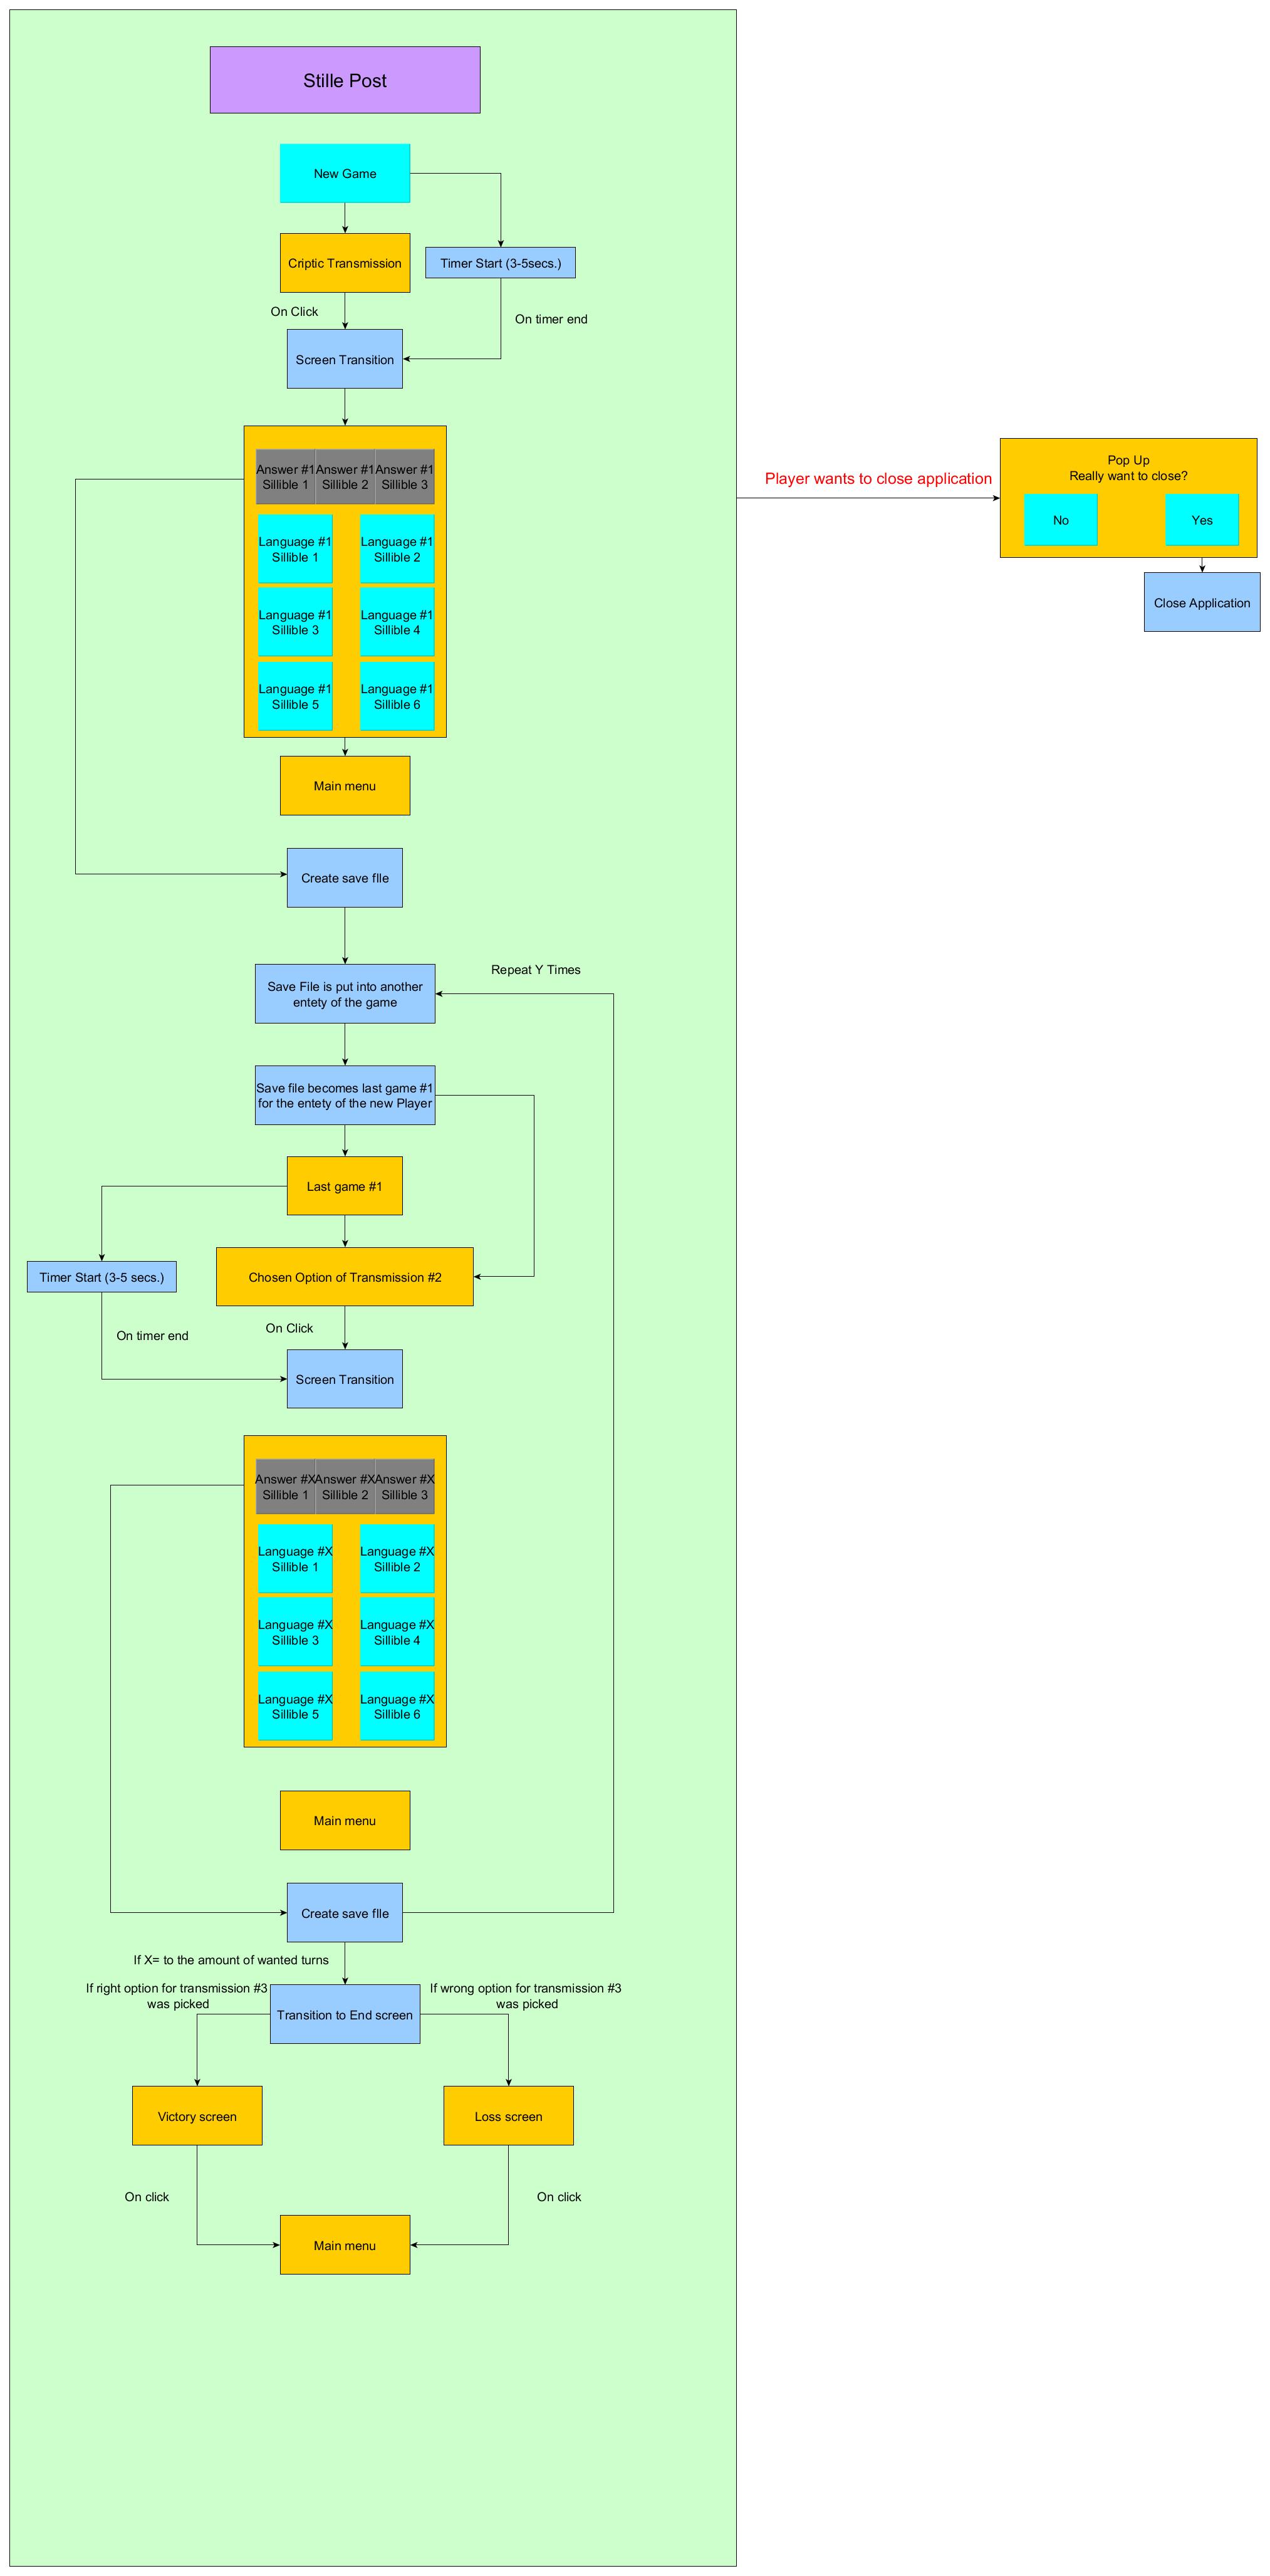 Stille Post
New Game
Criptic Transmission
Timer Start (3-5secs.)
On Click
On timer end
Screen Transition
Answer #1
Sillible 1
Answer #1
Sillible 2
Answer #1
Sillible 3
Language #1
Sillible 1
Language #1
Sillible 2
Language #1
Sillible 3
Language #1
Sillible 4
Language #1
Sillible 5
Language #1
Sillible 6
Player wants to close application
Pop Up
Really want to close?
No
Yes
Close Application
Main menu
Create save fIle
Repeat Y Times
Save File is put into another
entety of the game
Save file becomes last game #1
for the entety of the new Player
Last game #1
Timer Start (3-5 secs.)
Chosen Option of Transmission #2
On timer end
On Click
Screen Transition
Answer #X
Sillible 1
Answer #X
Sillible 2
Answer #X
Sillible 3
Language #X
Sillible 1
Language #X
Sillible 2
Language #X
Sillible 3
Language #X
Sillible 4
Language #X
Sillible 5
Language #X
Sillible 6
Main menu
Create save fIle
If X= to the amount of wanted turns
If right option for transmission #3
was picked
If wrong option for transmission #3
was picked
Transition to End screen
Victory screen
Loss screen
On click
On click
Main menu